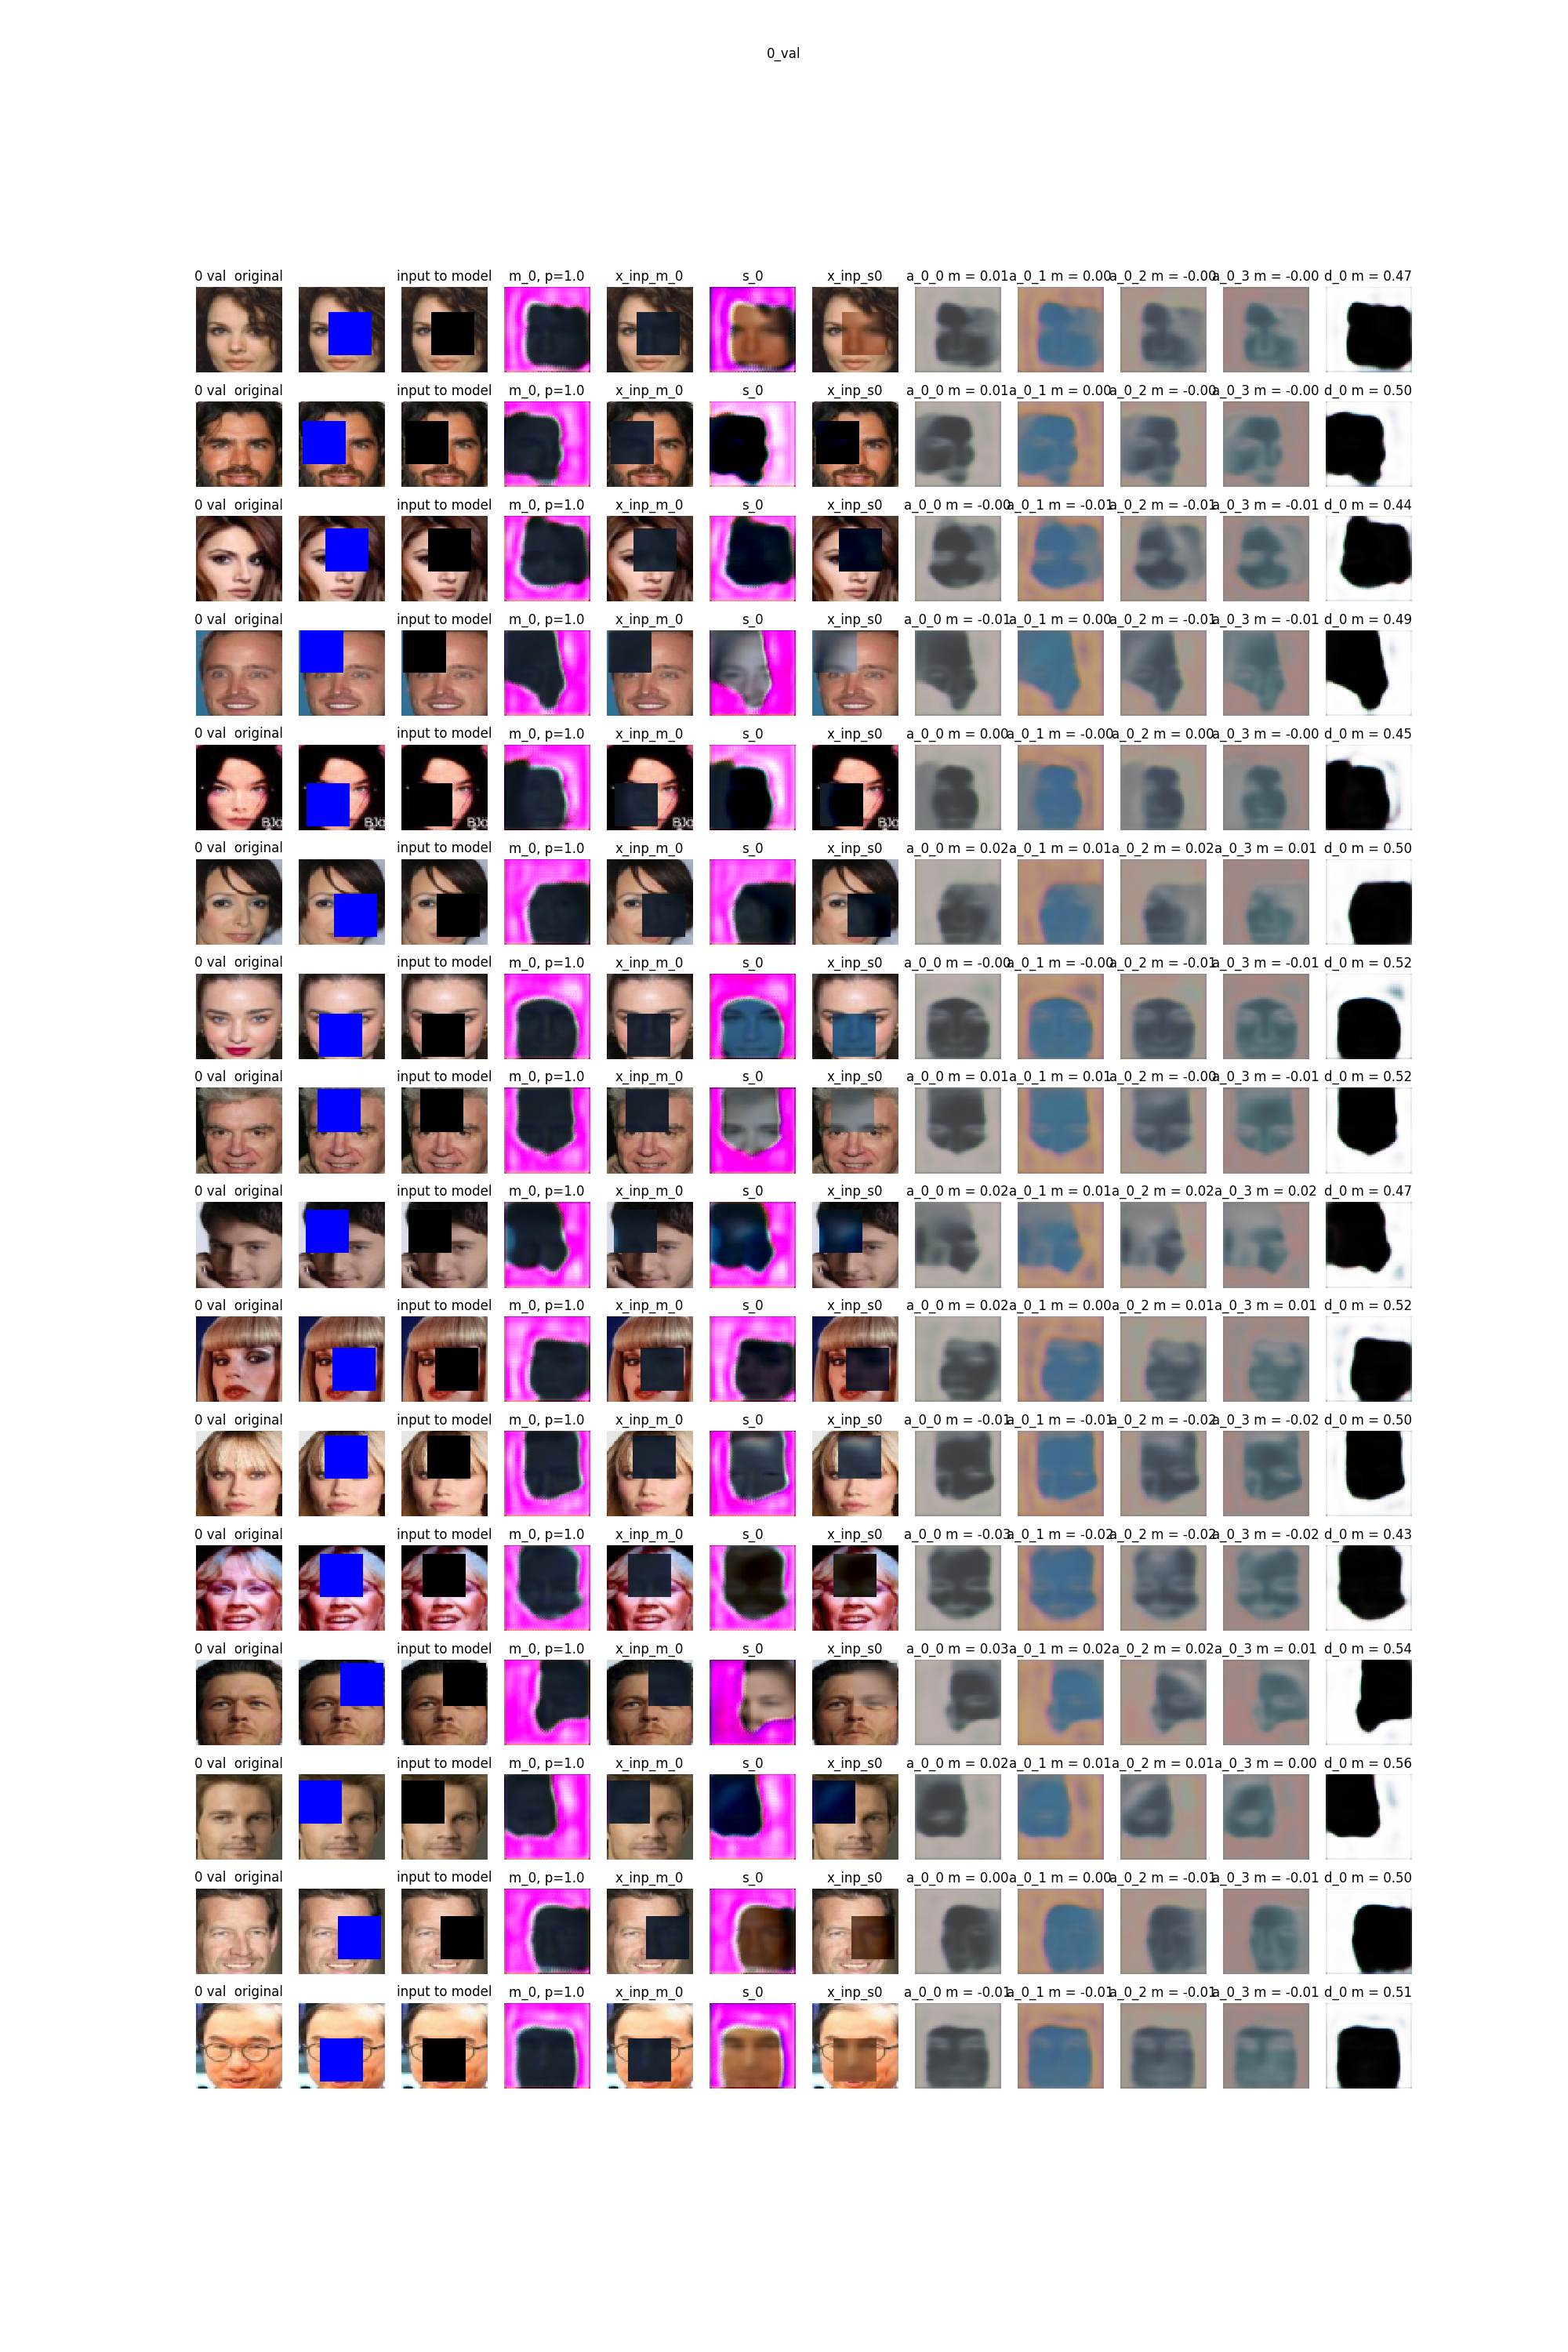 0_val
0 val original input to model m_0, p=1.0 x_inp_m_0 s_0 x_inp_s0 a_0_0 m = 0.01 a_0_1 m = 0.00 a_0_2 m = -0.00 a_0_3 m = -0.00 d_0 m = 0.47
0 val original input to model m_0, p=1.0 x_inp_m_0 s_0 x_inp_s0 a_0_0 m = 0.01 a_0_1 m = 0.00 a_0_2 m = -0.00 a_0_3 m = -0.00 d_0 m = 0.50
0 val original input to model m_0, p=1.0 x_inp_m_0 s_0 x_inp_s0 a_0_0 m = -0.00 a_0_1 m = -0.01 a_0_2 m = -0.01 a_0_3 m = -0.01 d_0 m = 0.44
0 val original input to model m_0, p=1.0 x_inp_m_0 s_0 x_inp_s0 a_0_0 m = -0.01 a_0_1 m = 0.00 a_0_2 m = -0.01 a_0_3 m = -0.01 d_0 m = 0.49
0 val original input to model m_0, p=1.0 x_inp_m_0 s_0 x_inp_s0 a_0_0 m = 0.00 a_0_1 m = -0.00 a_0_2 m = 0.00 a_0_3 m = -0.00 d_0 m = 0.45
0 val original input to model m_0, p=1.0 x_inp_m_0 s_0 x_inp_s0 a_0_0 m = 0.02 a_0_1 m = 0.01 a_0_2 m = 0.02 a_0_3 m = 0.01 d_0 m = 0.50
0 val original input to model m_0, p=1.0 x_inp_m_0 s_0 x_inp_s0 a_0_0 m = -0.00 a_0_1 m = -0.00 a_0_2 m = -0.01 a_0_3 m = -0.01 d_0 m = 0.52
0 val original input to model m_0, p=1.0 x_inp_m_0 s_0 x_inp_s0 a_0_0 m = 0.01 a_0_1 m = 0.01 a_0_2 m = -0.00 a_0_3 m = -0.01 d_0 m = 0.52
0 val original input to model m_0, p=1.0 x_inp_m_0 s_0 x_inp_s0 a_0_0 m = 0.02 a_0_1 m = 0.01 a_0_2 m = 0.02 a_0_3 m = 0.02 d_0 m = 0.47
0 val original input to model m_0, p=1.0 x_inp_m_0 s_0 x_inp_s0 a_0_0 m = 0.02 a_0_1 m = 0.00 a_0_2 m = 0.01 a_0_3 m = 0.01 d_0 m = 0.52
0 val original input to model m_0, p=1.0 x_inp_m_0 s_0 x_inp_s0 a_0_0 m = -0.01 a_0_1 m = -0.01 a_0_2 m = -0.02 a_0_3 m = -0.02 d_0 m = 0.50
0 val original input to model m_0, p=1.0 x_inp_m_0 s_0 x_inp_s0 a_0_0 m = -0.03 a_0_1 m = -0.02 a_0_2 m = -0.02 a_0_3 m = -0.02 d_0 m = 0.43
0 val original input to model m_0, p=1.0 x_inp_m_0 s_0 x_inp_s0 a_0_0 m = 0.03 a_0_1 m = 0.02 a_0_2 m = 0.02 a_0_3 m = 0.01 d_0 m = 0.54
0 val original input to model m_0, p=1.0 x_inp_m_0 s_0 x_inp_s0 a_0_0 m = 0.02 a_0_1 m = 0.01 a_0_2 m = 0.01 a_0_3 m = 0.00 d_0 m = 0.56
0 val original input to model m_0, p=1.0 x_inp_m_0 s_0 x_inp_s0 a_0_0 m = 0.00 a_0_1 m = 0.00 a_0_2 m = -0.01 a_0_3 m = -0.01 d_0 m = 0.50
0 val original input to model m_0, p=1.0 x_inp_m_0 s_0 x_inp_s0 a_0_0 m = -0.01 a_0_1 m = -0.01 a_0_2 m = -0.01 a_0_3 m = -0.01 d_0 m = 0.51